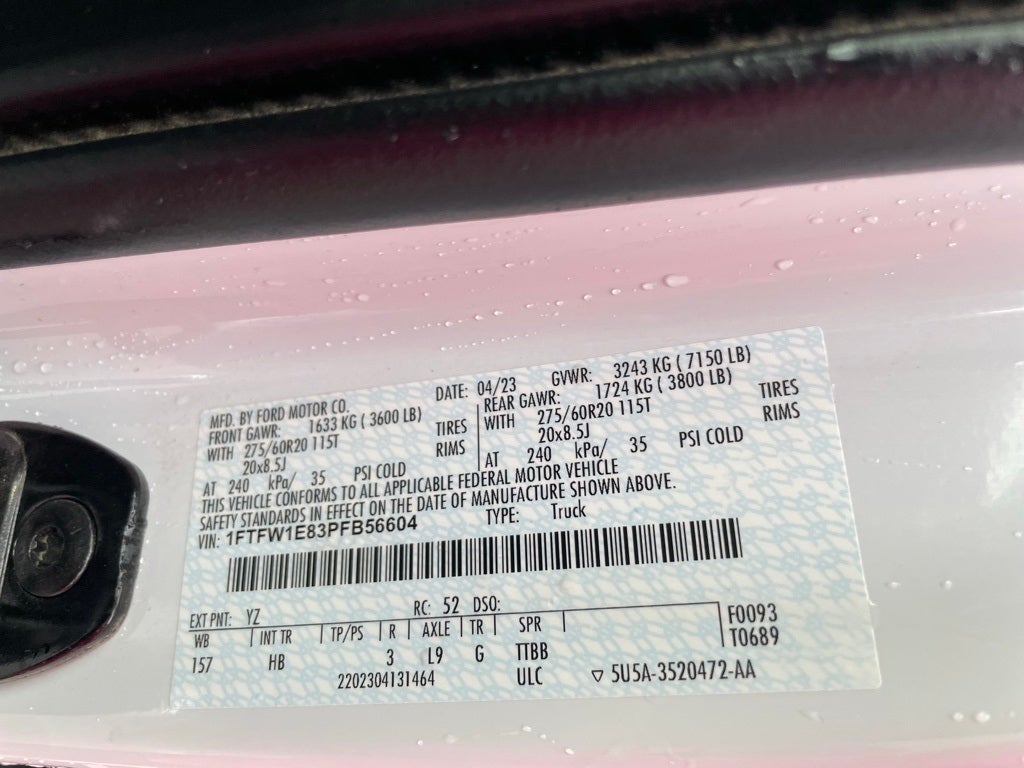 MFD. BY FORD MOTOR CO.
DATE: 04/23 GVWR: 3243 KG ( 7150 LB)
FRONT GAWR: 1633 KG ( 3600 LB)
WITH 275/60R20 115T TIRES
20x8.5J RIMS
AT 240 kPa/ 35 PSI COLD
REAR GAWR: 1724 KG ( 3800 LB)
WITH 275/60R20 115T TIRES
20x8.5J RIMS
AT 240 kPa/ 35 PSI COLD
THIS VEHICLE CONFORMS TO ALL APPLICABLE FEDERAL MOTOR VEHICLE
SAFETY STANDARDS IN EFFECT ON THE DATE OF MANUFACTURE SHOWN ABOVE.
VIN: 1FTFW1E83PFB56604 TYPE: Truck
EXT PNT: YZ RC: 52 DSO:
WB INT TR TP/PS R AXLE TR SPR F0093
157 HB 3 L9 G TTBB T0689
2202304131464 ULC ▽ 5U5A-3520472-AA